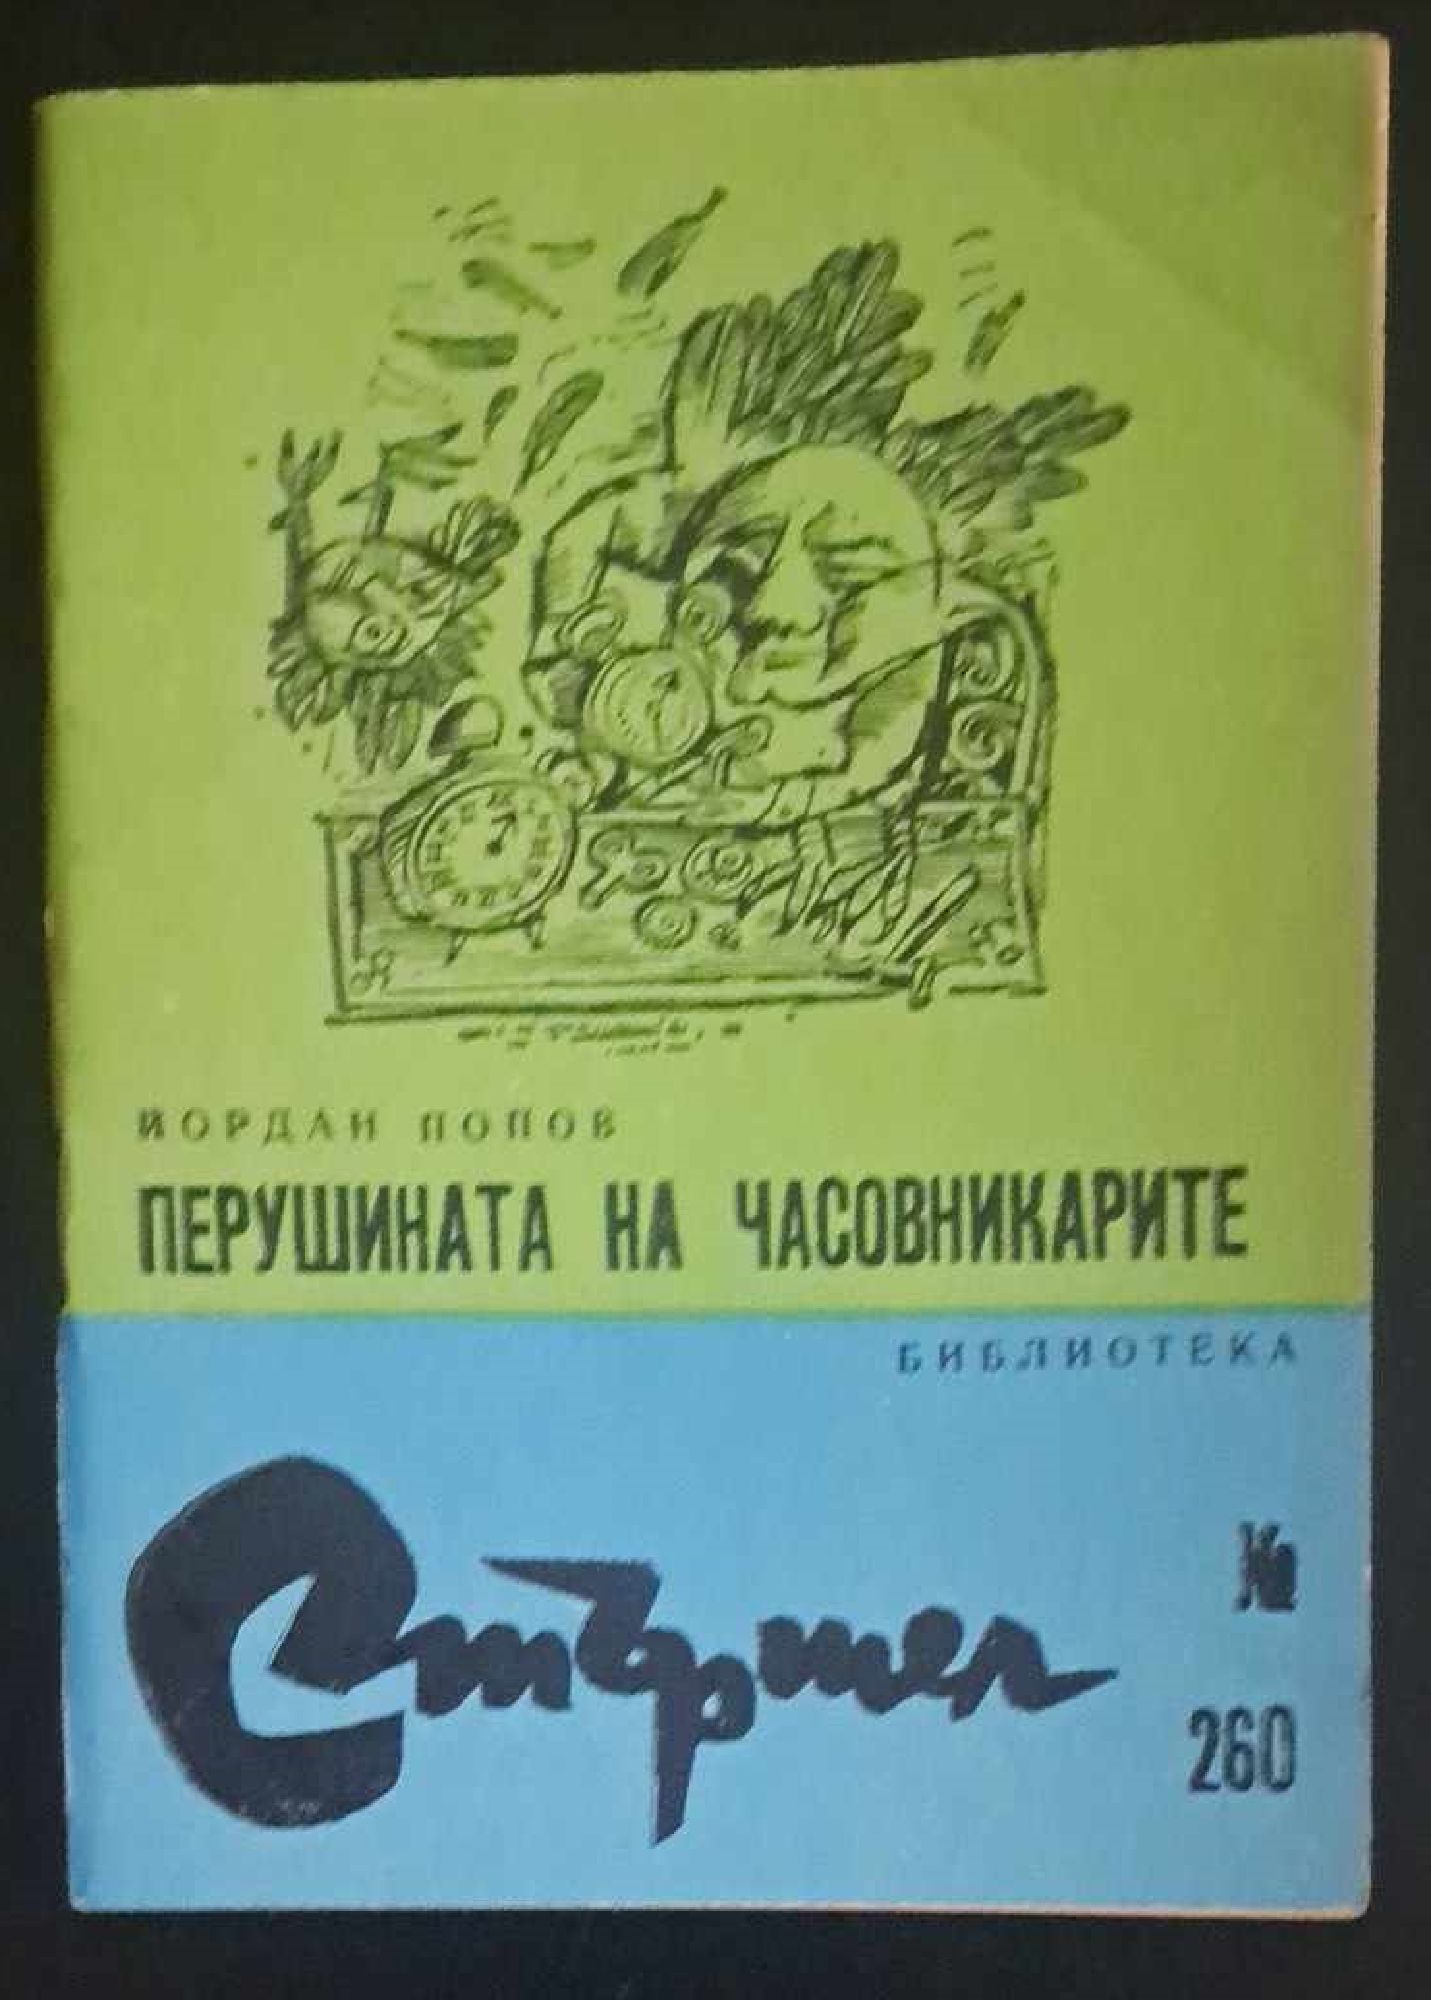 ЙОРДАН ПОПОВ
ПЕРУШИНАТА НА ЧАСОВНИКАРИТЕ
БИБЛИОТЕКА
Стършел
№
260